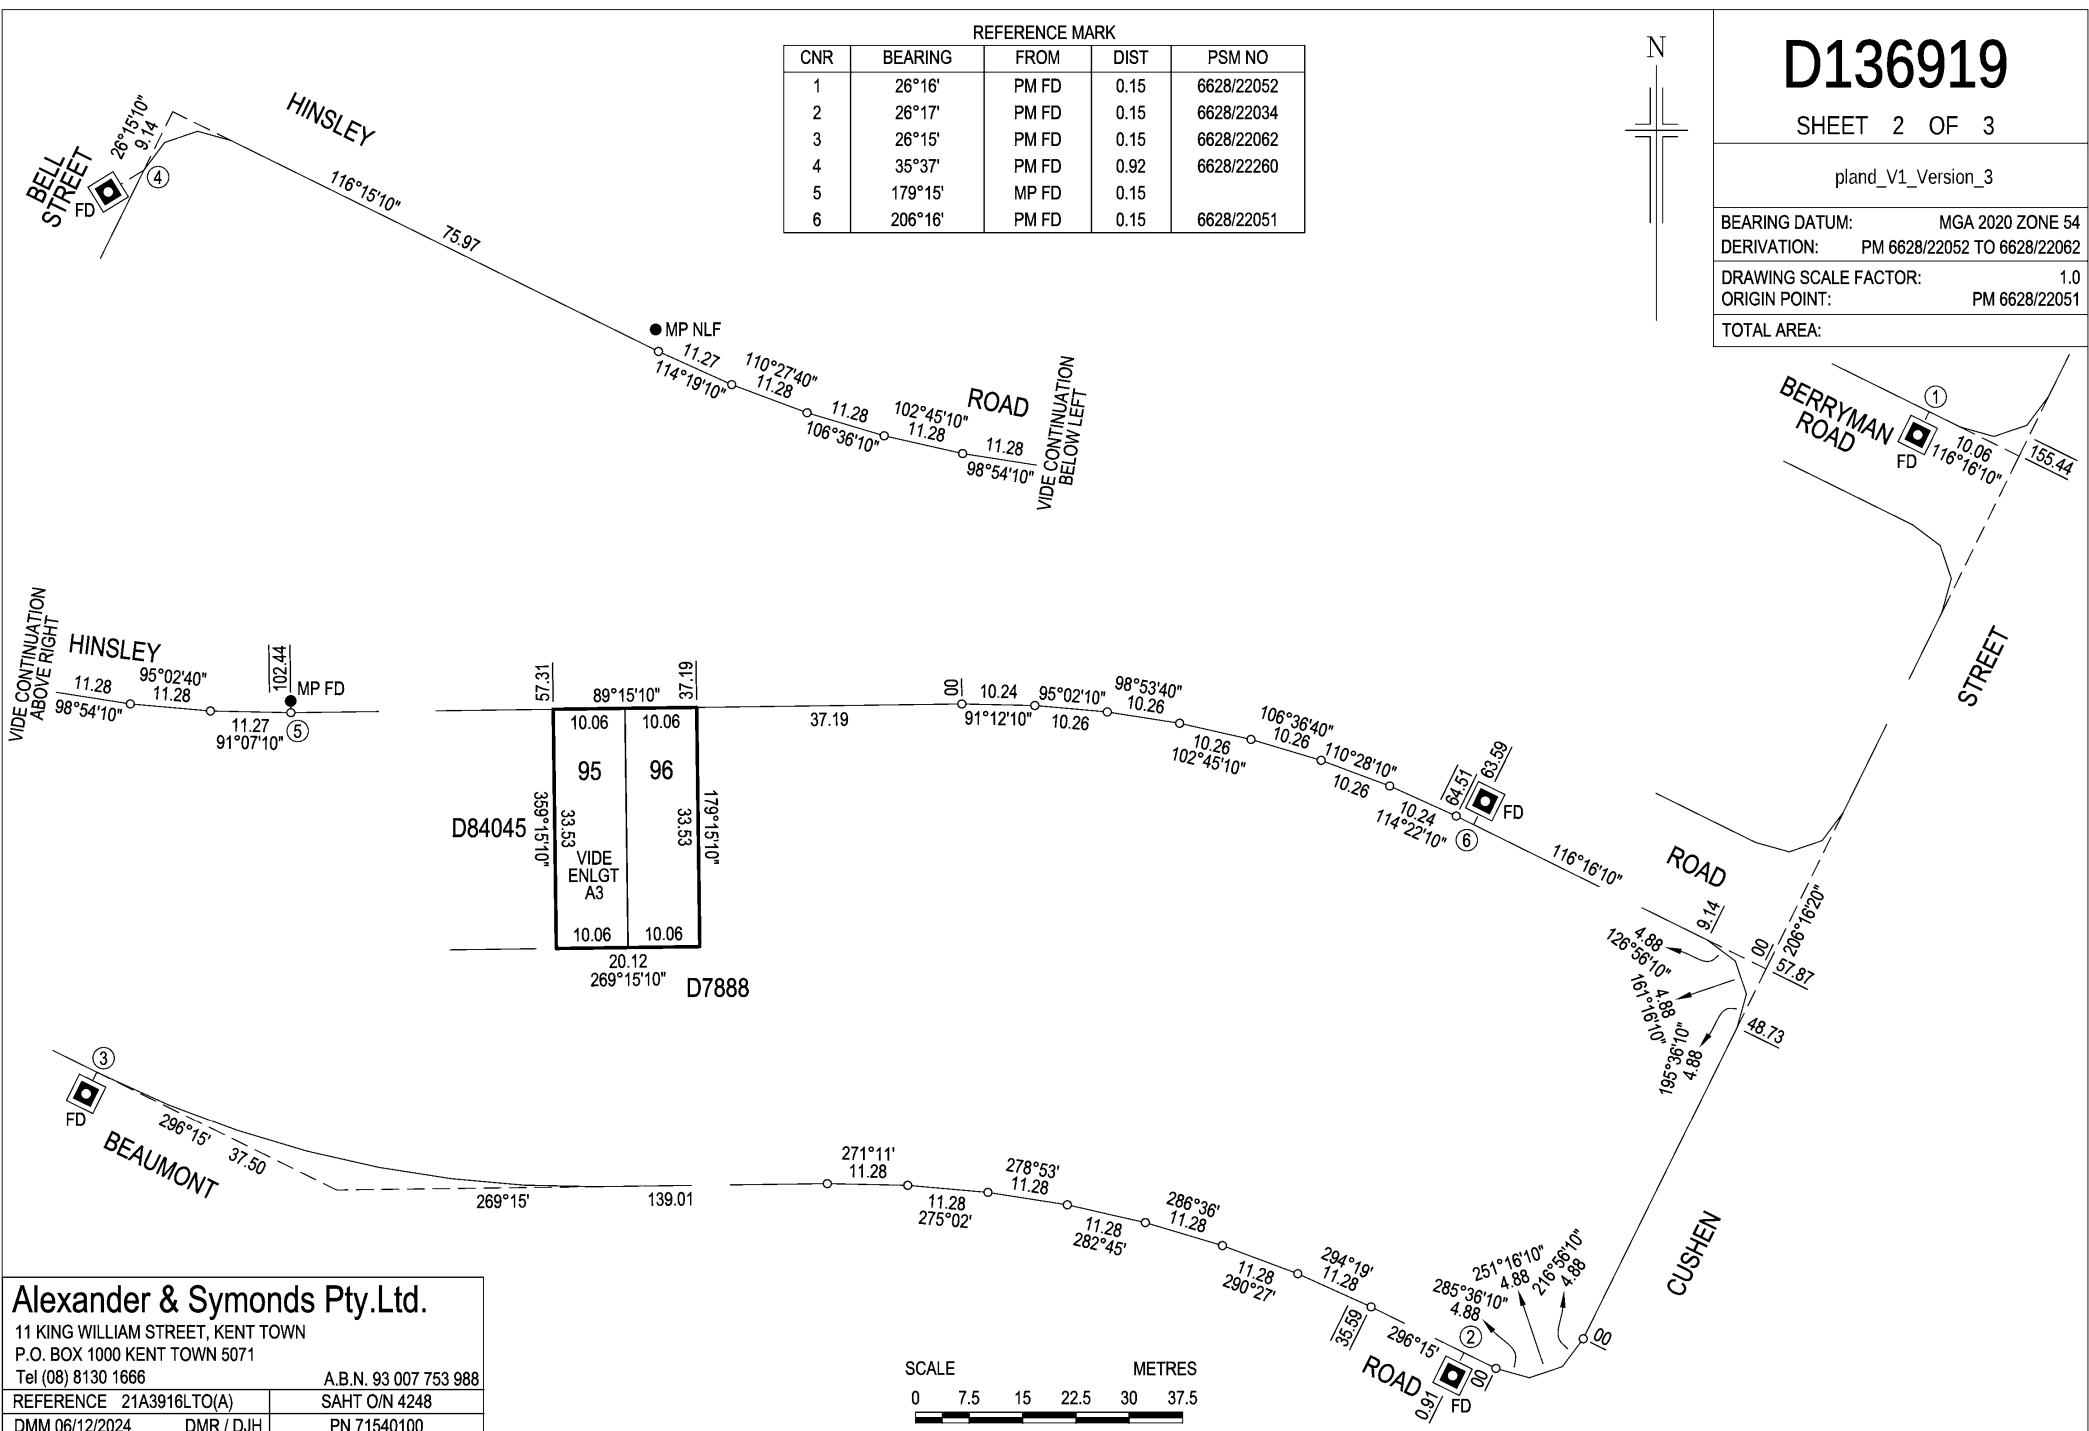 REFERENCE MARK
CNR BEARING FROM DIST PSM NO
1 26°16' PM FD 0.15 6628/22052
2 26°17' PM FD 0.15 6628/22034
3 26°15' PM FD 0.15 6628/22062
4 35°37' PM FD 0.92 6628/22260
5 179°15' MP FD 0.15
6 206°16' PM FD 0.15 6628/22051
N
D136919
SHEET 2 OF 3
pland_V1_Version_3
BEARING DATUM: MGA 2020 ZONE 54
DERIVATION: PM 6628/22052 TO 6628/22062
DRAWING SCALE FACTOR: 1.0
ORIGIN POINT: PM 6628/22051
TOTAL AREA:
BELL
STREET
FD
26°15'10"
9.14
4
HINSLEY
116°15'10"
75.97
MP NLF
11.27
114°19'10"
110°27'40"
11.28
11.28
106°36'10"
102°45'10"
11.28
ROAD
11.28
98°54'10"
VIDE CONTINUATION
BELOW LEFT
1
BERRYMAN
ROAD
FD
10.06
116°16'10"
155.44
STREET
VIDE CONTINUATION
ABOVE RIGHT
HINSLEY
11.28
98°54'10"
95°02'40"
11.28
11.27
91°07'10"
102.44
MP FD
5
57.31
89°15'10"
37.19
10.06
10.06
95
96
D84045
359°15'10"
33.53
33.53
179°15'10"
VIDE
ENLGT
A3
10.06
10.06
20.12
269°15'10"
D7888
37.19
00
10.24
91°12'10"
95°02'10"
10.26
98°53'40"
10.26
10.26
102°45'10"
106°36'40"
10.26
110°28'10"
10.26
10.24
114°22'10"
64.51
63.59
FD
6
116°16'10"
ROAD
9.14
00
206°16'20"
57.87
4.88
126°56'10"
4.88
161°16'10"
195°36'10"
4.88
48.73
3
FD
296°15'
37.50
BEAUMONT
269°15'
139.01
271°11'
11.28
11.28
275°02'
278°53'
11.28
11.28
282°45'
286°36'
11.28
11.28
290°27'
294°19'
11.28
35.59
296°15'
2
285°36'10"
4.88
251°16'10"
4.88
216°56'10"
4.88
00
00
ROAD
0.91
FD
CUSHEN
Alexander & Symonds Pty.Ltd.
11 KING WILLIAM STREET, KENT TOWN
P.O. BOX 1000 KENT TOWN 5071
Tel (08) 8130 1666 A.B.N. 93 007 753 988
REFERENCE 21A3916LTO(A) SAHT O/N 4248
DMM 06/12/2024 DMR / DJH PN 71540100
SCALE METRES
0 7.5 15 22.5 30 37.5